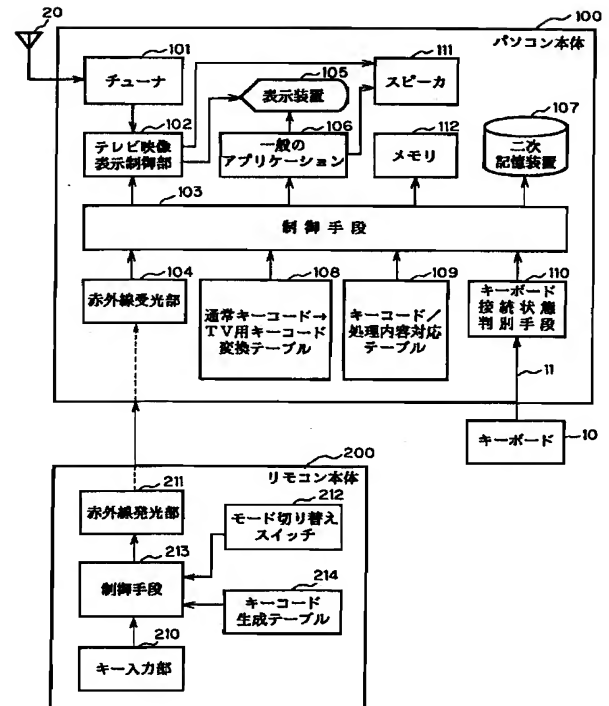 20
100
パソコン本体
101
チューナ
105
表示装置
111
スピーカ
107
二次
記憶装置
102
テレビ映像
表示制御部
106
一般の
アプリケーション
112
メモリ
103
制御手段
104
赤外線受光部
108
通常キーコード→
TV用キーコード
変換テーブル
109
キーコード/
処理内容対応
テーブル
110
キーボード
接続状態
判別手段
11
キーボード
10
200
リモコン本体
211
赤外線発光部
212
モード切り替え
スイッチ
213
制御手段
214
キーコード
生成テーブル
210
キー入力部